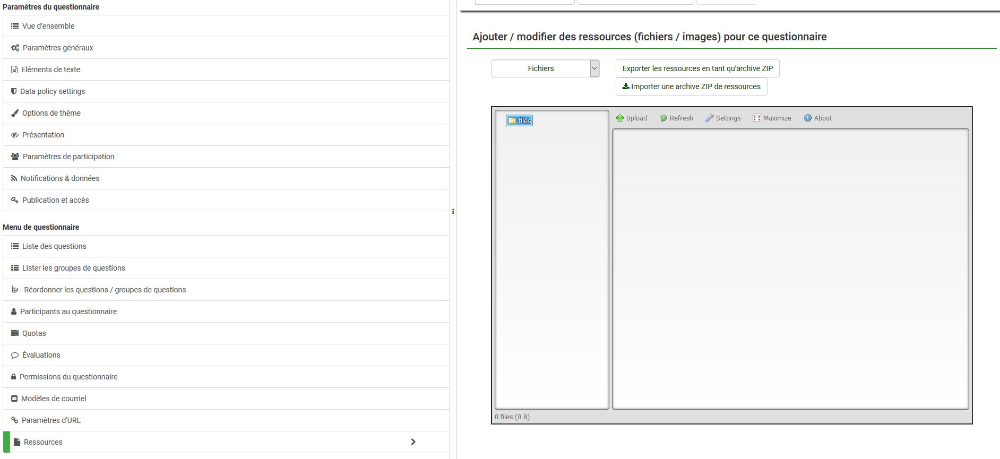 Paramètres du questionnaire
Vue d'ensemble
Paramètres généraux
Eléments de texte
Data policy settings
Options de thème
Présentation
Paramètres de participation
Notifications & données
Publication et accès
Menu de questionnaire
Liste des questions
Lister les groupes de questions
Réordonner les questions / groupes de questions
Participants au questionnaire
Quotas
Évaluations
Permissions du questionnaire
Modèles de courriel
Paramètres d'URL
Ressources
Ajouter / modifier des ressources (fichiers / images) pour ce questionnaire
Fichiers
Exporter les ressources en tant qu'archive ZIP
Importer une archive ZIP de ressources
files
Upload Refresh Settings Maximize About
0 files (0 B)